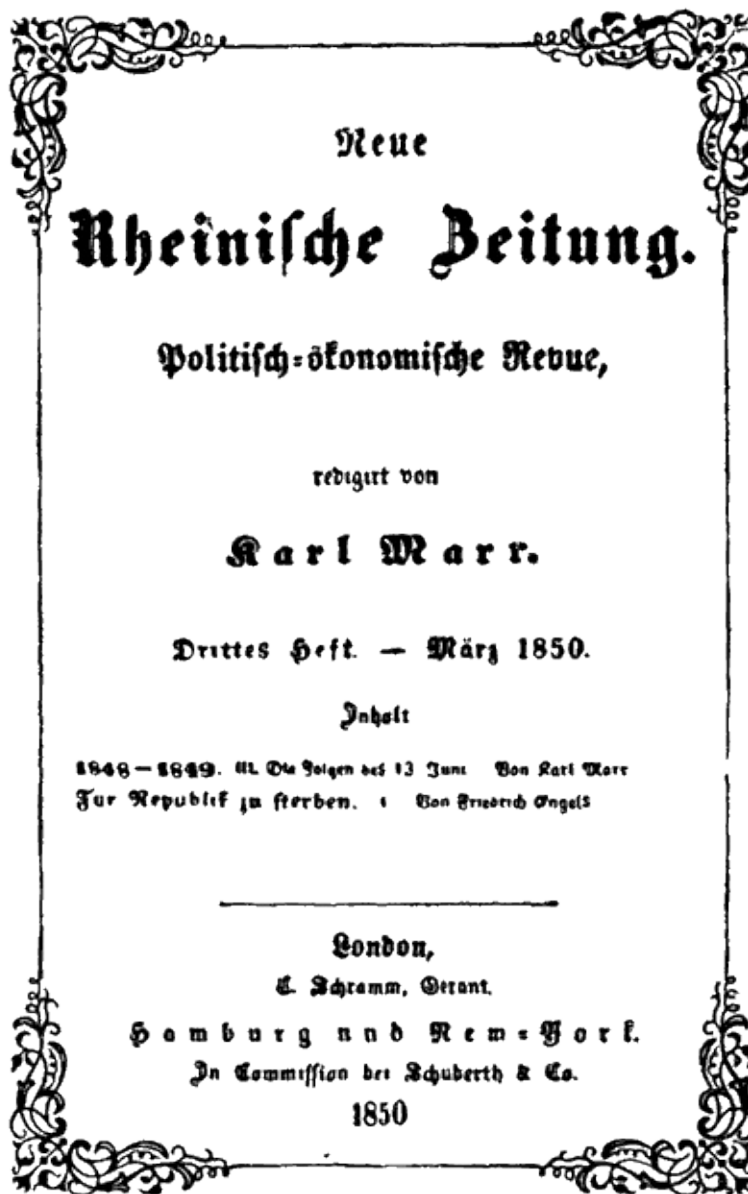 Neue
Rheinische Zeitung.
Politisch-ökonomische Revue,
redigirt von
Karl Marx.
Drittes Heft. — März 1850.
Inhalt
1848—1849. III. Die Folgen des 13 Juni Von Karl Marx
Für Republik zu sterben. Von Friedrich Engels
London,
C. Schramm, Gerant.
Hamburg und New-York.
In Commission bei Schuberth & Co.
1850